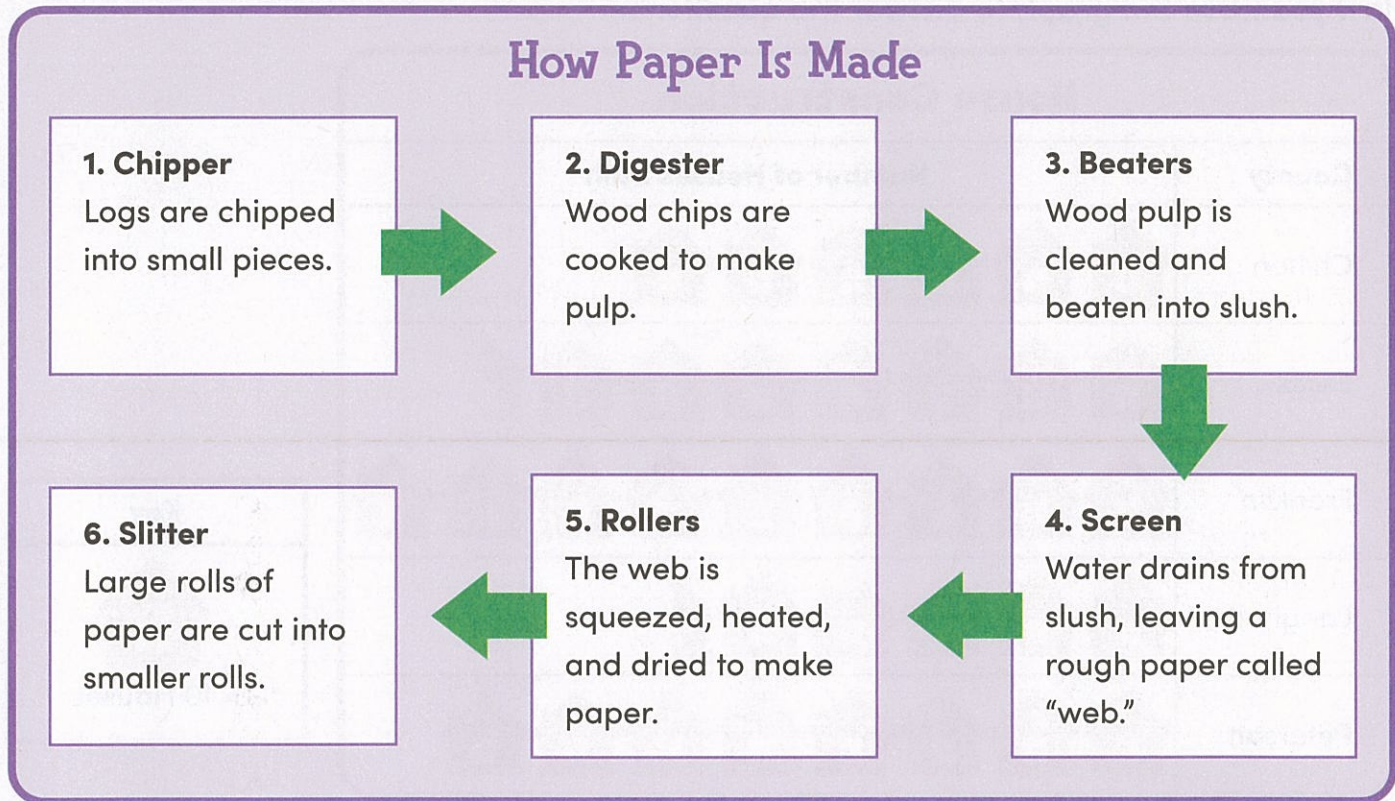 How Paper Is Made
1. Chipper
Logs are chipped
into small pieces.
2. Digester
Wood chips are
cooked to make
pulp.
3. Beaters
Wood pulp is
cleaned and
beaten into slush.
4. Screen
Water drains from
slush, leaving a
rough paper called
“web.”
5. Rollers
The web is
squeezed, heated,
and dried to make
paper.
6. Slitter
Large rolls of
paper are cut into
smaller rolls.